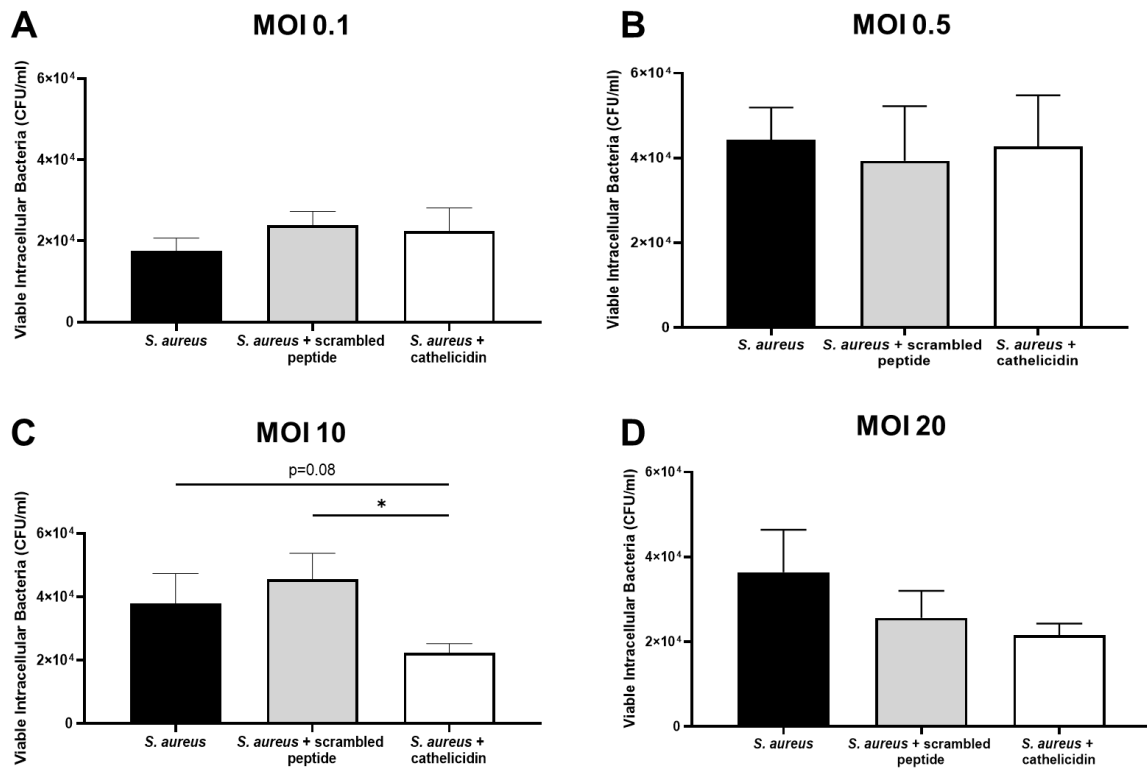 A
MOI 0.1
Viable Intracellular Bacteria (CFU/ml)
6×10⁴
4×10⁴
2×10⁴
0
S. aureus
S. aureus + scrambled
peptide
S. aureus +
cathelicidin
B
MOI 0.5
Viable Intracellular Bacteria (CFU/ml)
6×10⁴
4×10⁴
2×10⁴
0
S. aureus
S. aureus + scrambled
peptide
S. aureus +
cathelicidin
C
MOI 10
p=0.08
*
Viable Intracellular Bacteria (CFU/ml)
6×10⁴
4×10⁴
2×10⁴
0
S. aureus
S. aureus + scrambled
peptide
S. aureus +
cathelicidin
D
MOI 20
Viable Intracellular Bacteria (CFU/ml)
6×10⁴
4×10⁴
2×10⁴
0
S. aureus
S. aureus + scrambled
peptide
S. aureus +
cathelicidin